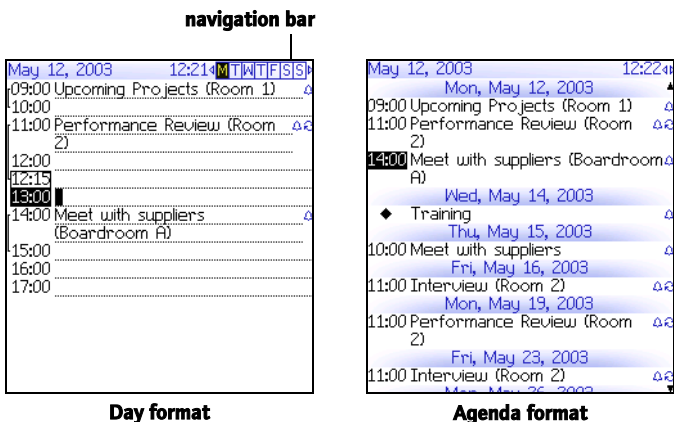 navigation bar
May 12, 2003 12:21 M T W T F S S
09:00 Upcoming Projects (Room 1)
10:00
11:00 Performance Review (Room
2)
12:00
12:15
13:00
14:00 Meet with suppliers
(Boardroom A)
15:00
16:00
17:00
Day format
May 12, 2003 12:22
Mon, May 12, 2003
09:00 Upcoming Projects (Room 1)
11:00 Performance Review (Room
2)
14:00 Meet with suppliers (Boardroom
A)
Wed, May 14, 2003
Training
Thu, May 15, 2003
10:00 Meet with suppliers
Fri, May 16, 2003
11:00 Interview (Room 2)
Mon, May 19, 2003
11:00 Performance Review (Room
2)
Fri, May 23, 2003
11:00 Interview (Room 2)
Mon, May 26, 2003
Agenda format